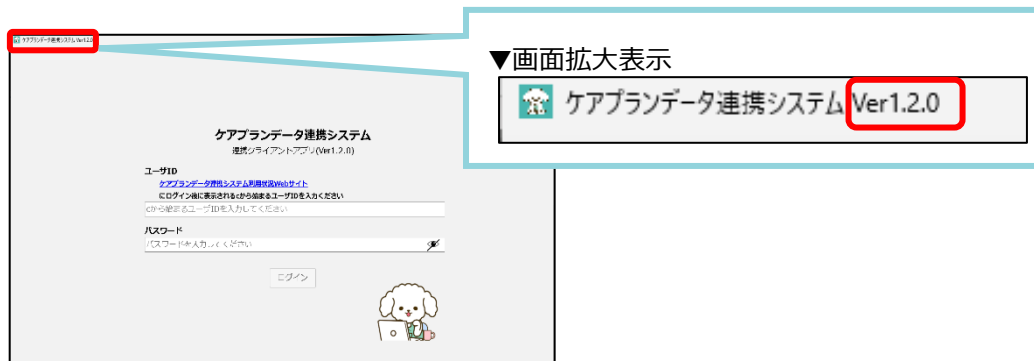 ケアプランデータ連携システム Ver1.2.0
▼画面拡大表示
ケアプランデータ連携システム Ver1.2.0
ケアプランデータ連携システム
連携クライアントアプリ(Ver1.2.0)
ユーザID
ケアプランデータ連携システム利用状況Webサイト
にログイン後に表示されるcから始まるユーザIDを入力ください
cから始まるユーザIDを入力してください
パスワード
パスワードを入力してください
ログイン